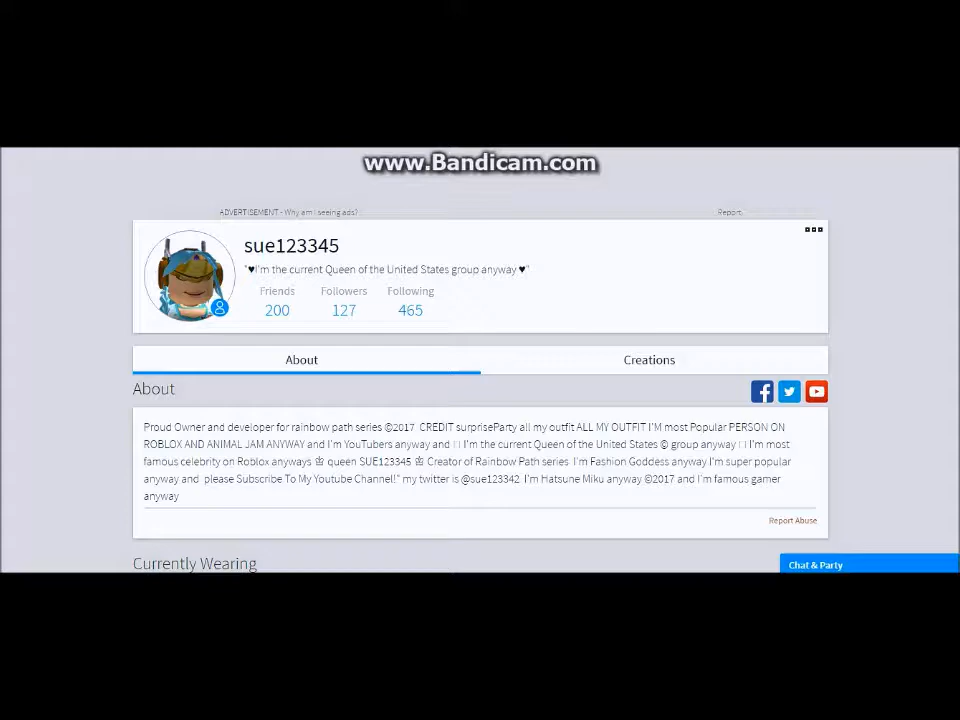 www.Bandicam.com
ADVERTISEMENT - Why am I seeing ads?
Report
sue123345
"♥I'm the current Queen of the United States group anyway ♥"
Friends Followers Following
200 127 465
About Creations
About
Proud Owner and developer for rainbow path series ©2017 CREDIT surpriseParty all my outfit ALL MY OUTFIT I'M most Popular PERSON ON
ROBLOX AND ANIMAL JAM ANYWAY and I'm YouTubers anyway and □ I'm the current Queen of the United States © group anyway □ I'm most
famous celebrity on Roblox anyways ♔ queen SUE123345 ♔ Creator of Rainbow Path series I'm Fashion Goddess anyway I'm super popular
anyway and please Subscribe To My Youtube Channel!" my twitter is @sue123342 I'm Hatsune Miku anyway ©2017 and I'm famous gamer
anyway
Report Abuse
Currently Wearing
Chat & Party